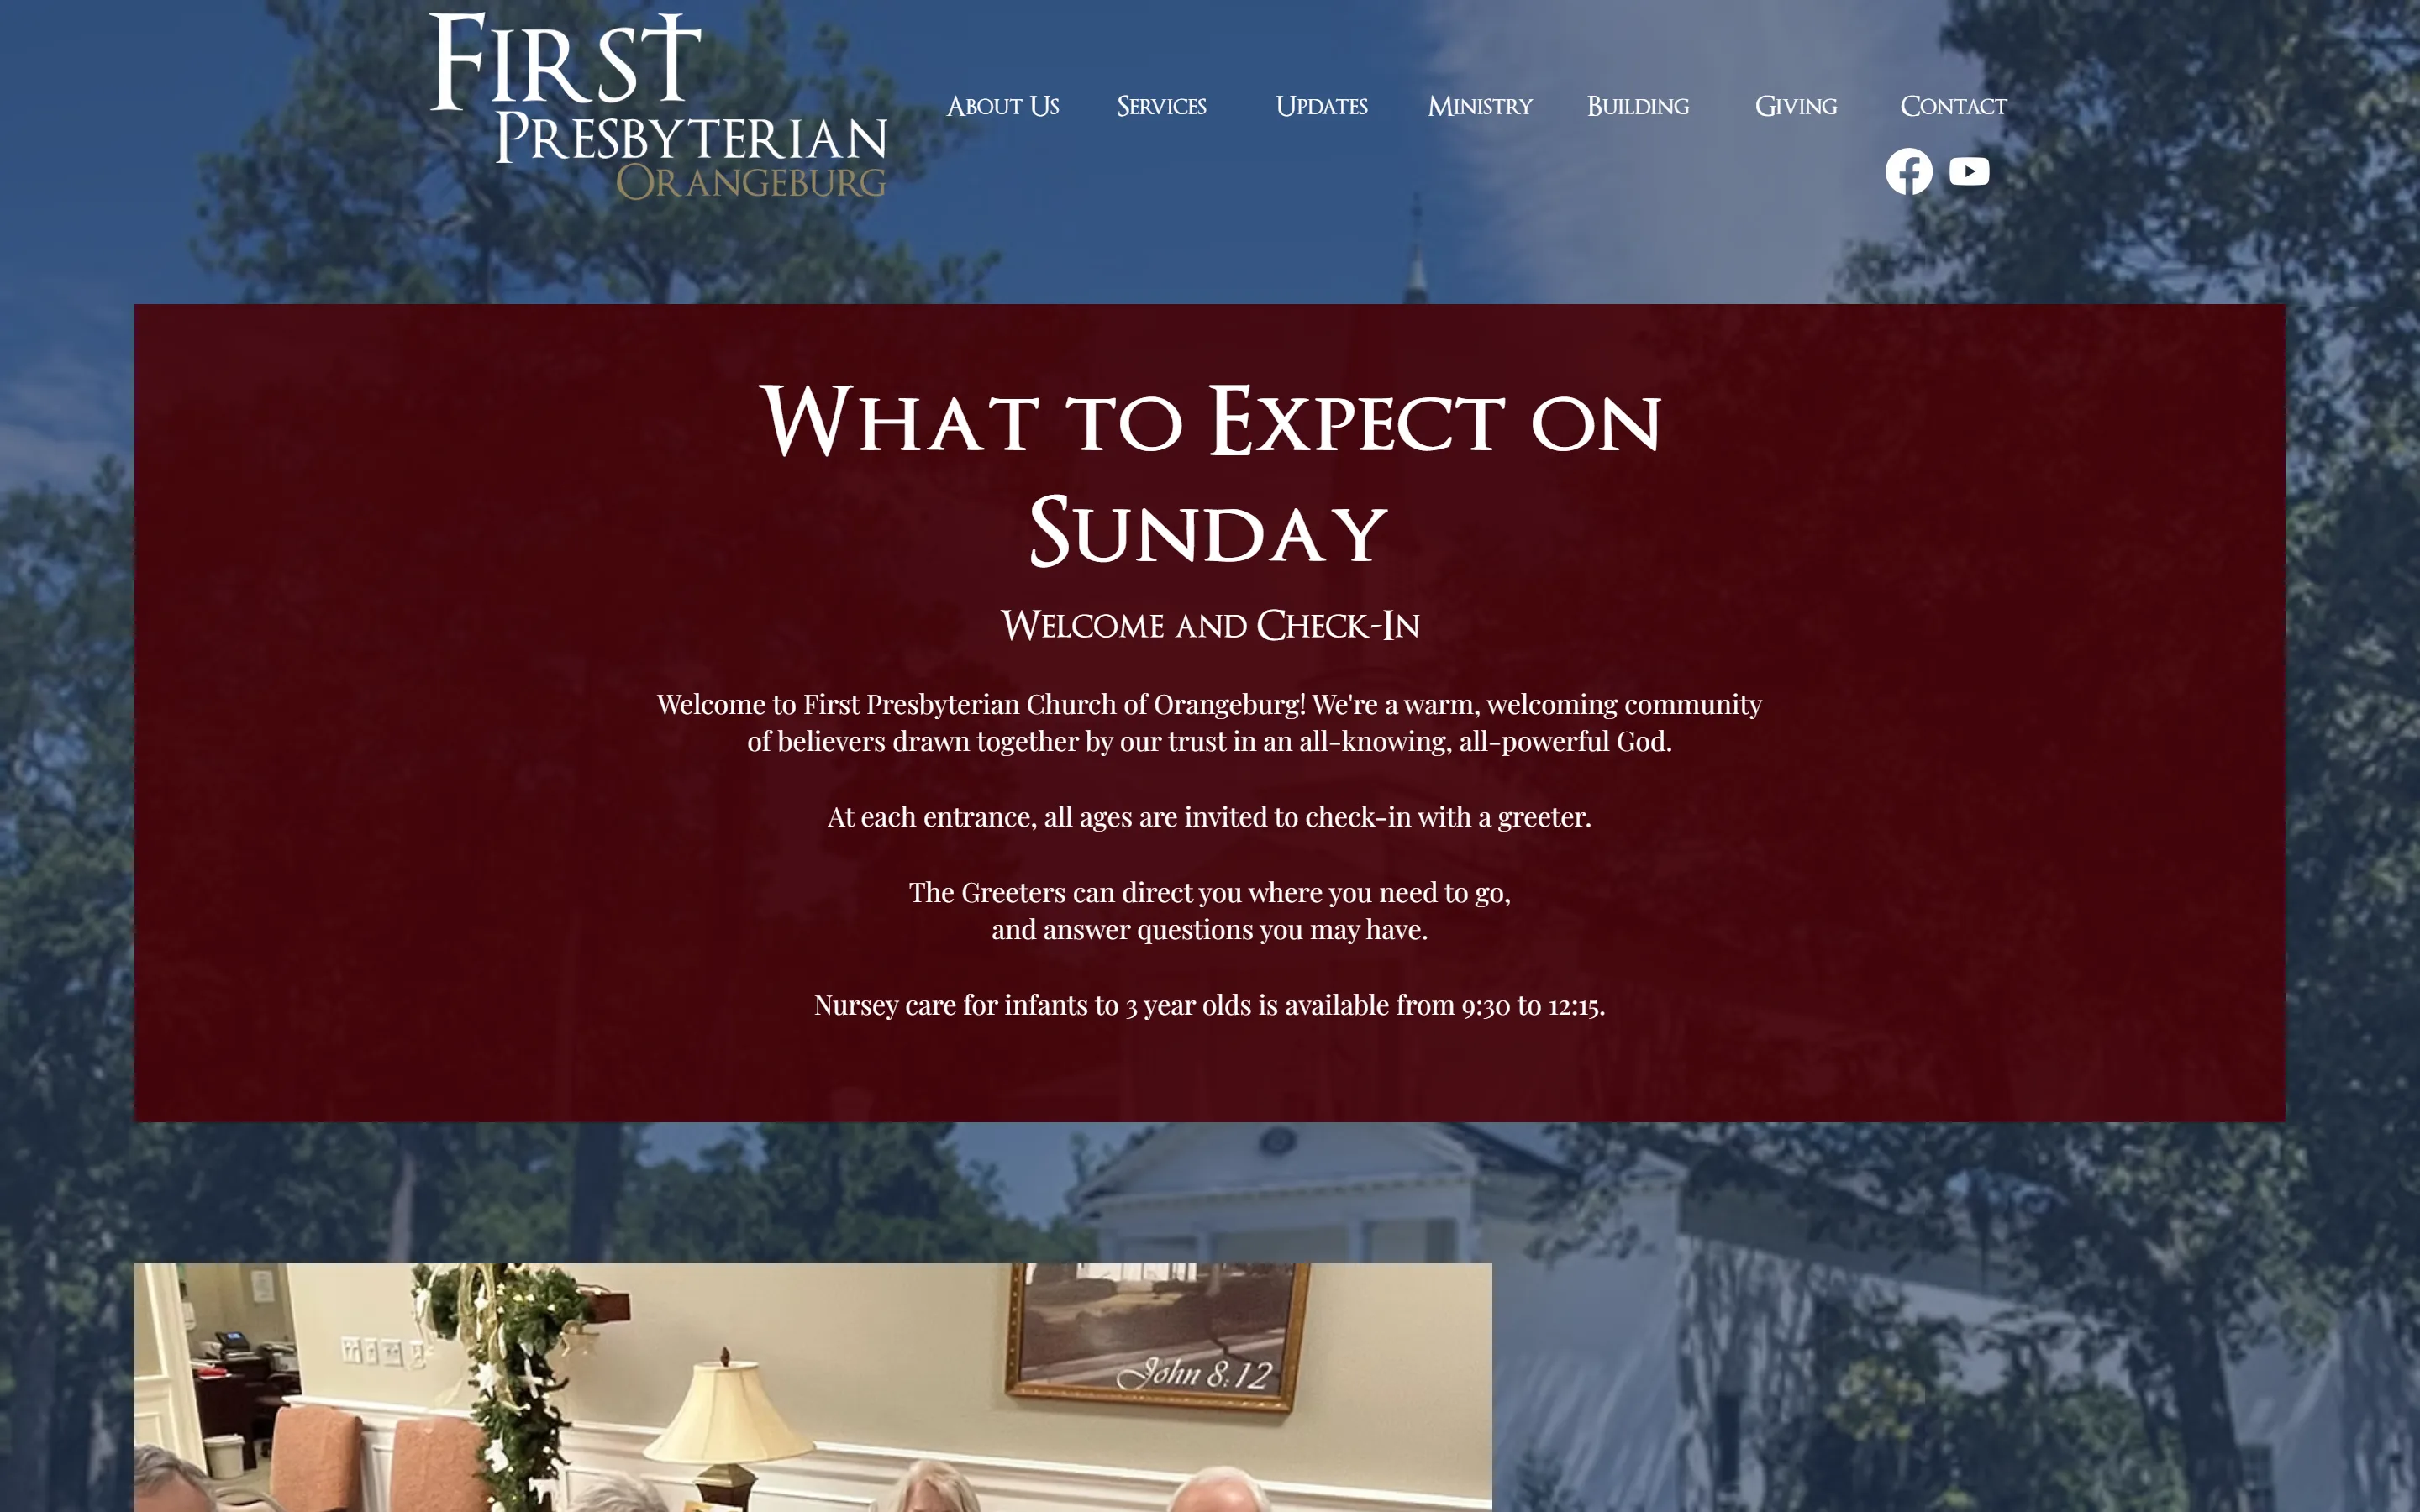 First
Presbyterian
Orangeburg
About Us Services Updates Ministry Building Giving Contact
What to Expect on
Sunday
Welcome and Check-In
Welcome to First Presbyterian Church of Orangeburg! We're a warm, welcoming community
of believers drawn together by our trust in an all-knowing, all-powerful God.
At each entrance, all ages are invited to check-in with a greeter.
The Greeters can direct you where you need to go,
and answer questions you may have.
Nursey care for infants to 3 year olds is available from 9:30 to 12:15.
John 8:12